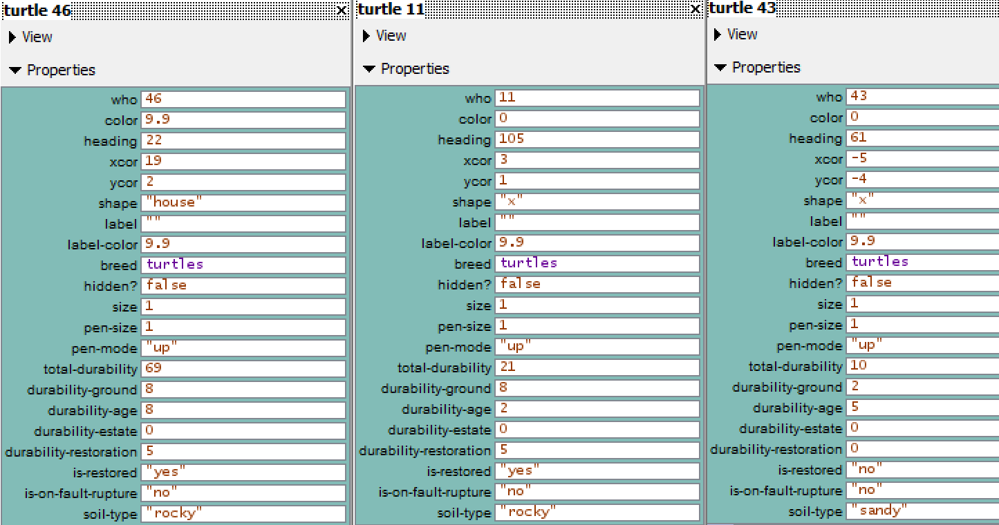 turtle 46 x
View
Properties
who 46
color 9.9
heading 22
xcor 19
ycor 2
shape "house"
label ""
label-color 9.9
breed turtles
hidden? false
size 1
pen-size 1
pen-mode "up"
total-durability 69
durability-ground 8
durability-age 8
durability-estate 0
durability-restoration 5
is-restored "yes"
is-on-fault-rupture "no"
soil-type "rocky"
turtle 11 x
View
Properties
who 11
color 0
heading 105
xcor 3
ycor 1
shape "x"
label ""
label-color 9.9
breed turtles
hidden? false
size 1
pen-size 1
pen-mode "up"
total-durability 21
durability-ground 8
durability-age 2
durability-estate 0
durability-restoration 5
is-restored "yes"
is-on-fault-rupture "no"
soil-type "rocky"
turtle 43
View
Properties
who 43
color 0
heading 61
xcor -5
ycor -4
shape "x"
label ""
label-color 9.9
breed turtles
hidden? false
size 1
pen-size 1
pen-mode "up"
total-durability 10
durability-ground 2
durability-age 5
durability-estate 0
durability-restoration 0
is-restored "no"
is-on-fault-rupture "no"
soil-type "sandy"